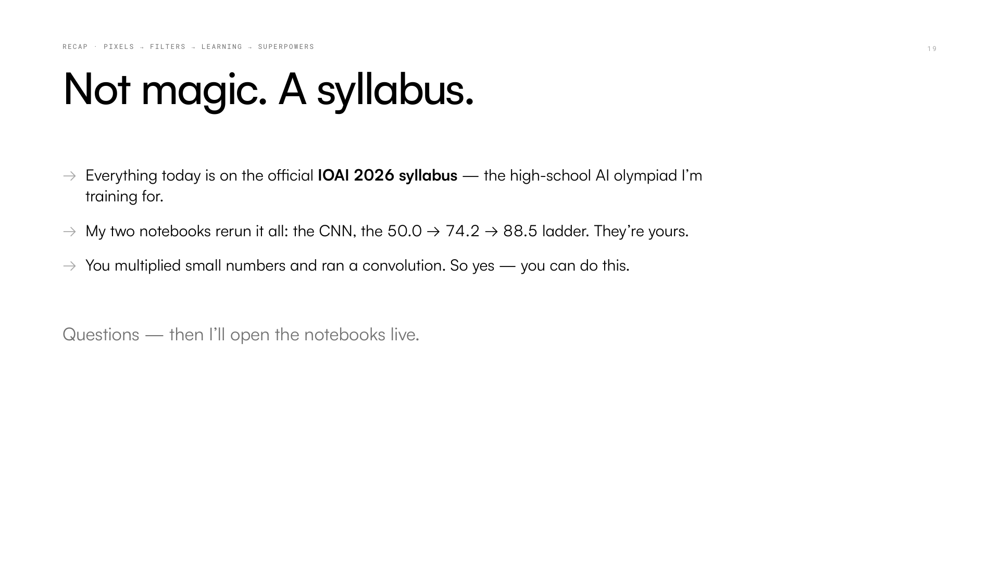 RECAP · PIXELS → FILTERS → LEARNING → SUPERPOWERS
19
Not magic. A syllabus.
→ Everything today is on the official IOAI 2026 syllabus — the high-school AI olympiad I’m
training for.
→ My two notebooks rerun it all: the CNN, the 50.0 → 74.2 → 88.5 ladder. They’re yours.
→ You multiplied small numbers and ran a convolution. So yes — you can do this.
Questions — then I’ll open the notebooks live.